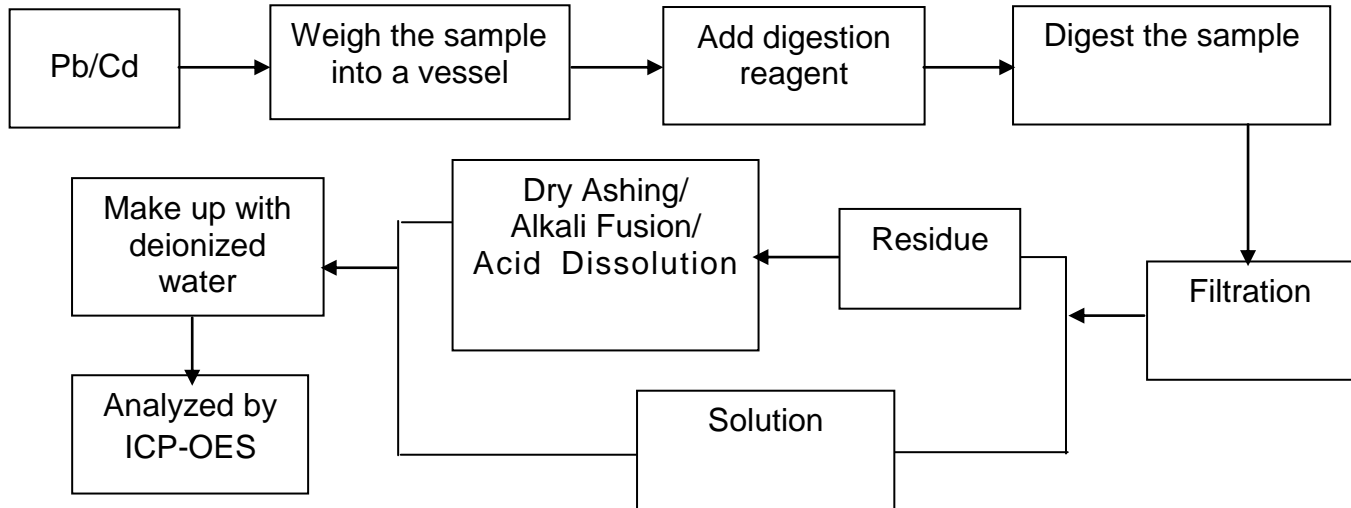 Pb/Cd
Weigh the sample
into a vessel
Add digestion
reagent
Digest the sample
Filtration
Residue
Dry Ashing/
Alkali Fusion/
Acid Dissolution
Solution
Make up with
deionized
water
Analyzed by
ICP-OES